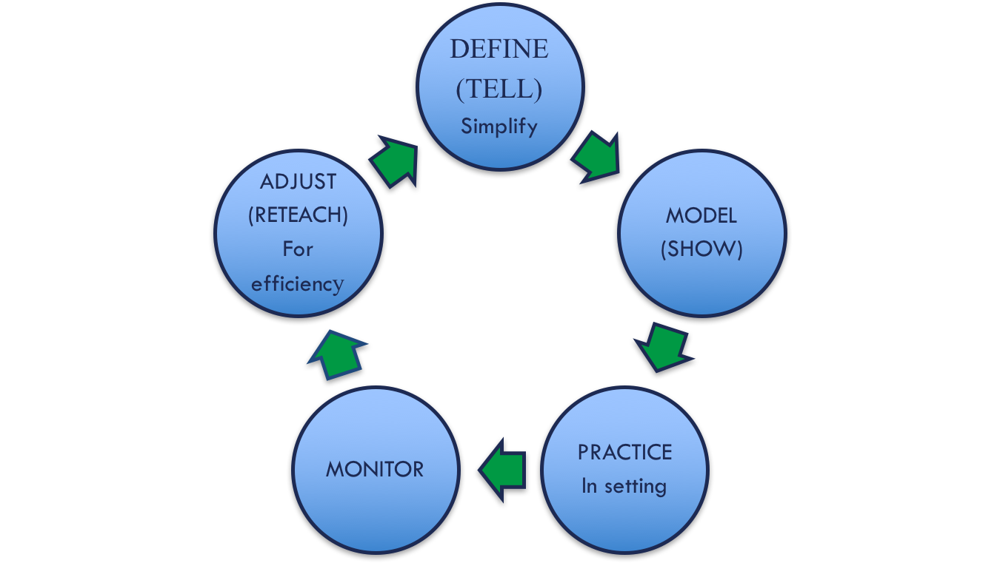 DEFINE
(TELL)
Simplify
MODEL
(SHOW)
PRACTICE
In setting
MONITOR
ADJUST
(RETEACH)
For
efficiency